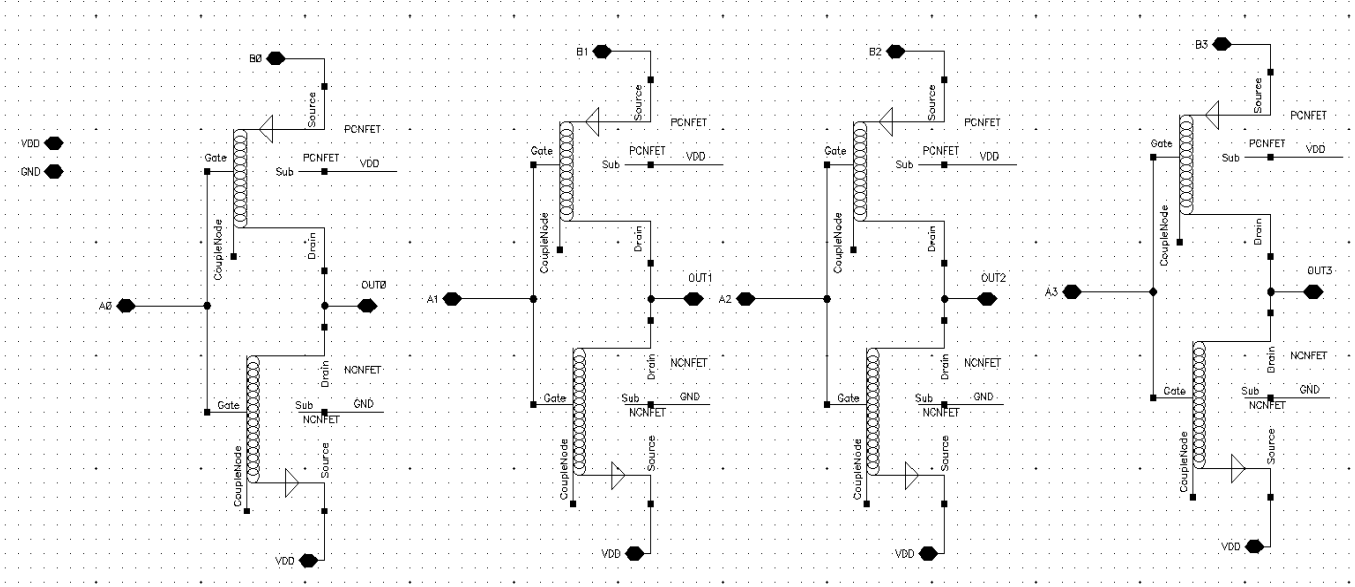 B0
Source
PCNFET
Gate
PCNFET
Sub
VDD
CoupleNode
Drain
A0
OUT0
Drain
NCNFET
Gate
Sub
GND
NCNFET
CoupleNode
Source
VDD
VDD
GND
B1
Source
PCNFET
Gate
PCNFET
Sub
VDD
CoupleNode
Drain
A1
OUT1
Drain
NCNFET
Gate
Sub
GND
NCNFET
CoupleNode
Source
VDD
B2
Source
PCNFET
Gate
PCNFET
Sub
VDD
CoupleNode
Drain
A2
OUT2
Drain
NCNFET
Gate
Sub
GND
NCNFET
CoupleNode
Source
VDD
B3
Source
PCNFET
Gate
PCNFET
Sub
VDD
CoupleNode
Drain
A3
OUT3
Drain
NCNFET
Gate
Sub
GND
NCNFET
CoupleNode
Source
VDD